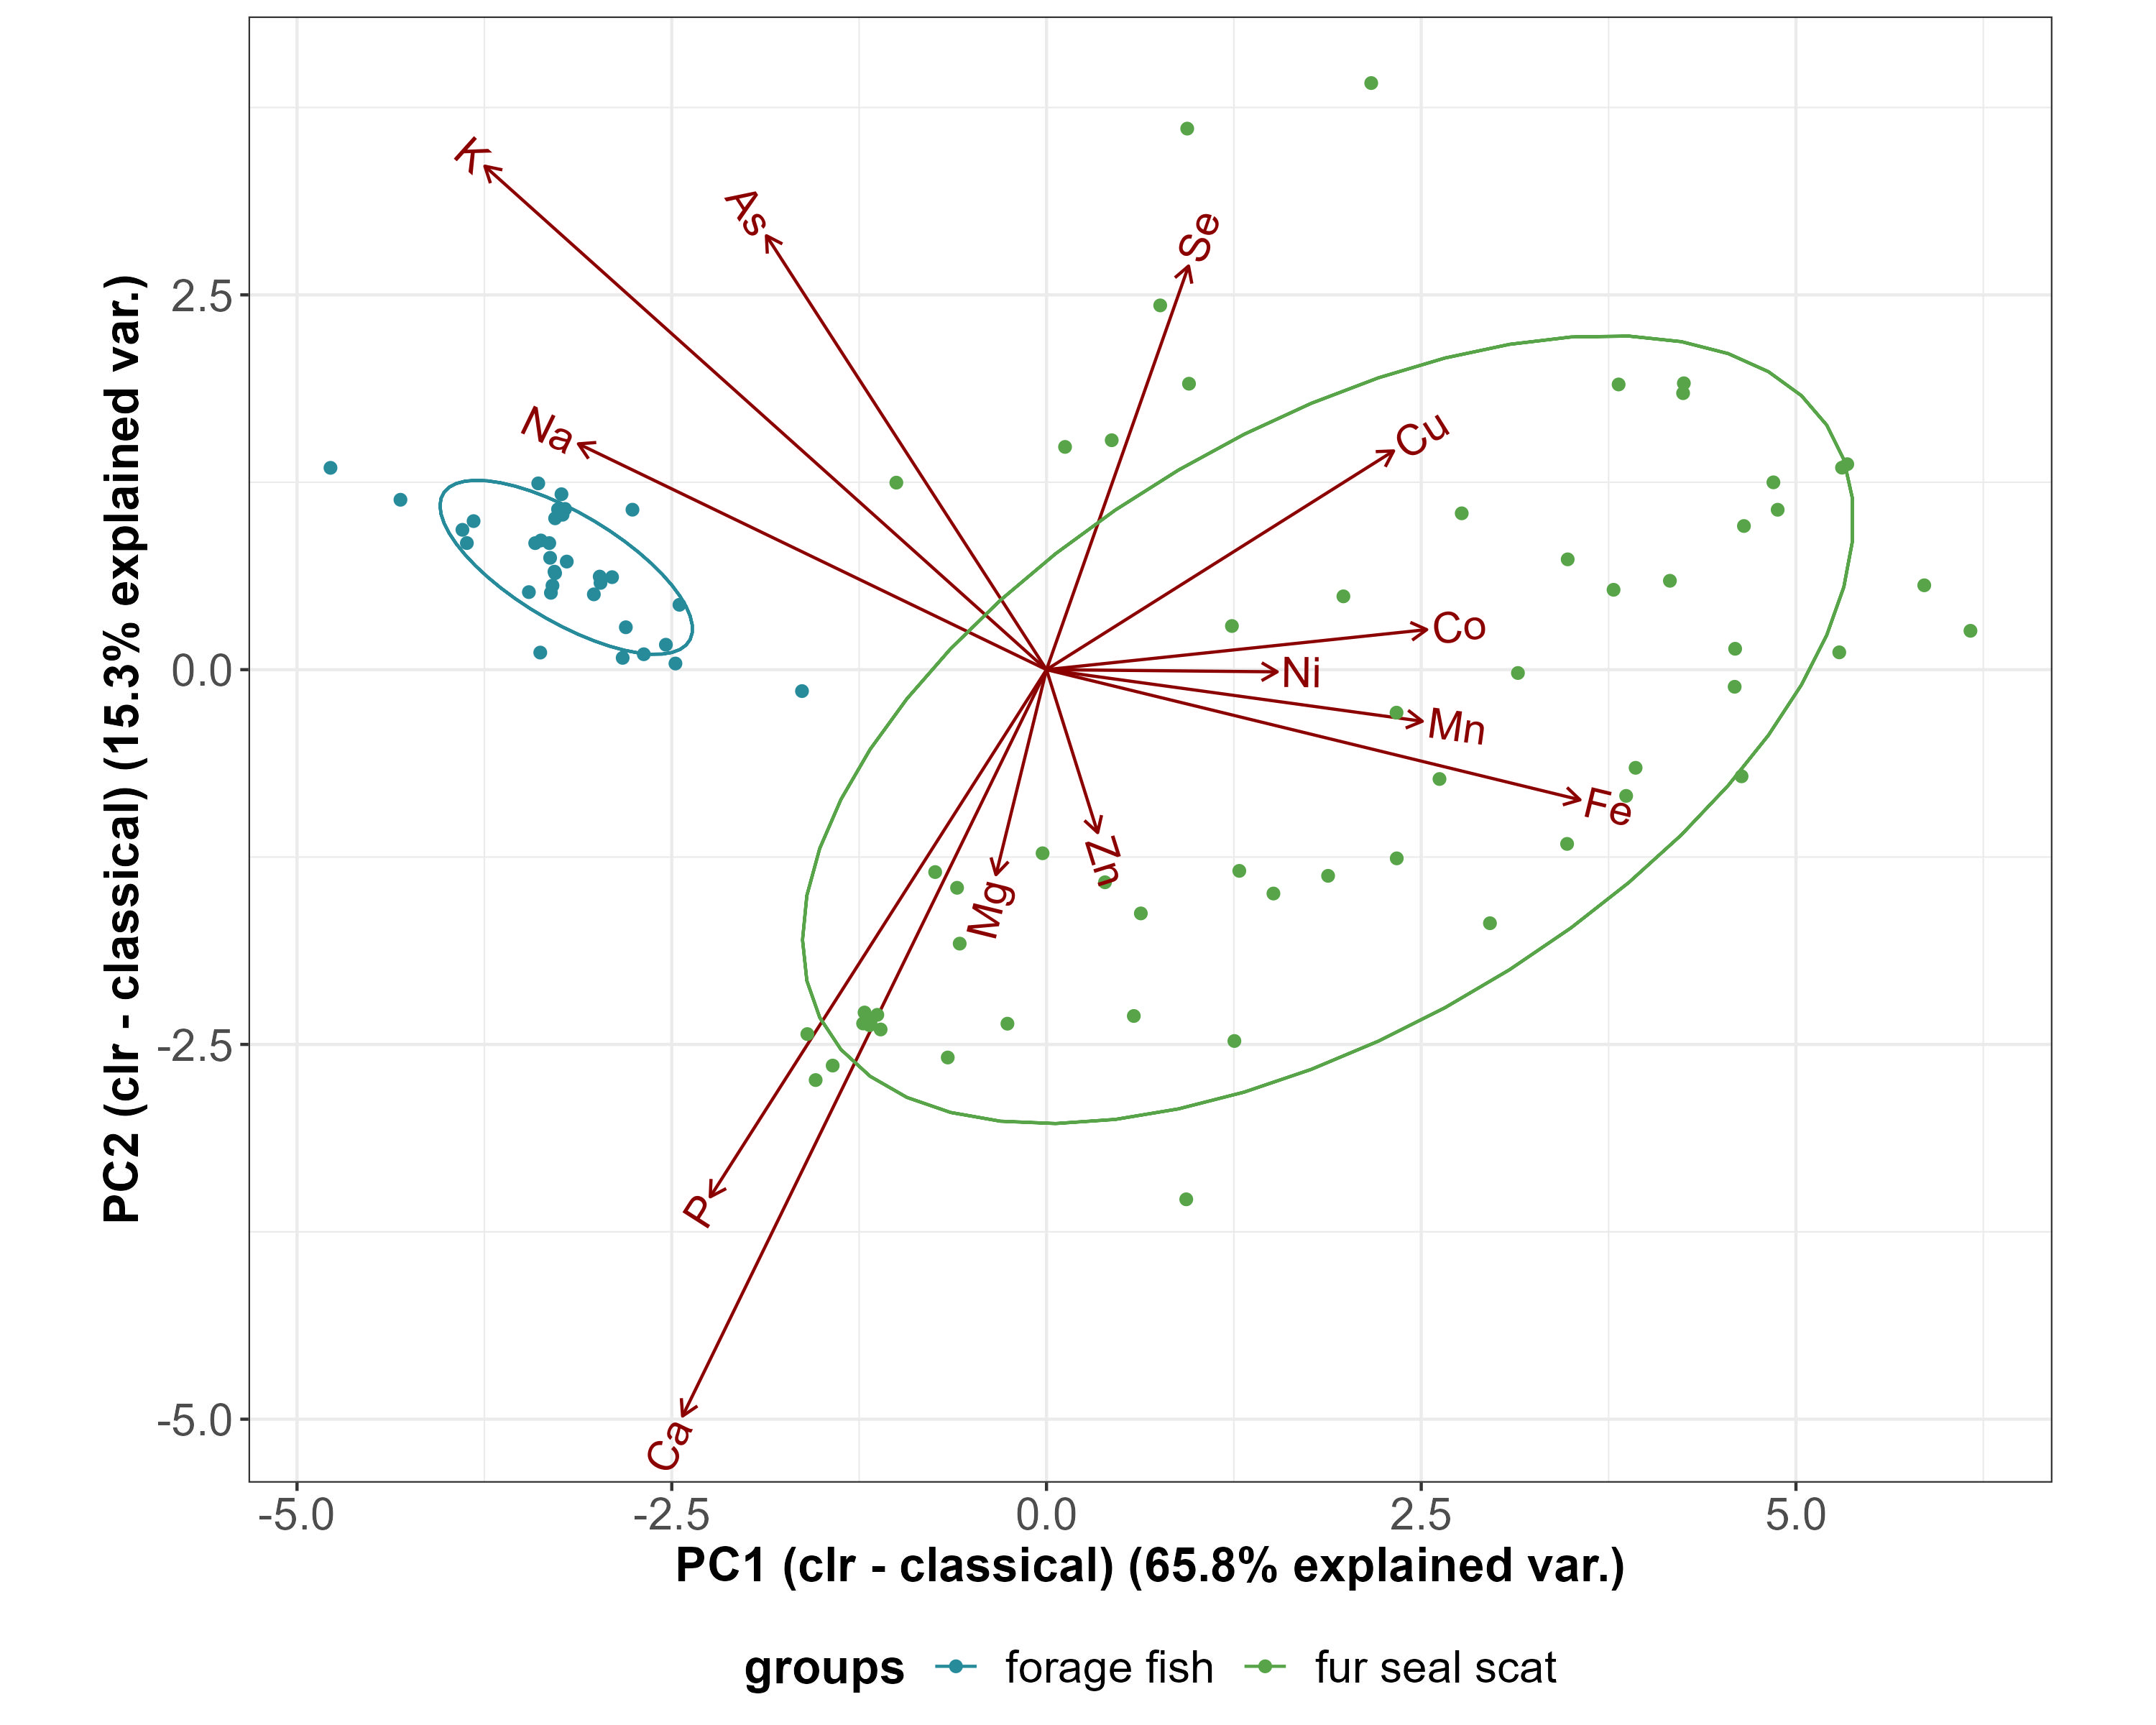 K
As
Se
2.5
Na
Cu
Co
0.0
Ni
Mn
Fe
Zn
Mg
-2.5
P
Ca
-5.0
PC2 (clr - classical) (15.3% explained var.)
-5.0 -2.5 0.0 2.5 5.0
PC1 (clr - classical) (65.8% explained var.)
groups forage fish fur seal scat